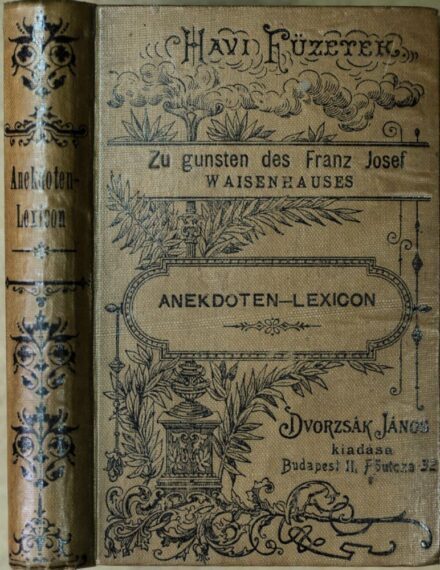 Anekdoten-
Lexicon
HAVI FÜZETEK.
Zu gunsten des Franz Josef
WAISENHAUSES
ANEKDOTEN—LEXICON
DVORZSÁK JÁNOS
kiadása
Budapest II. Főutcza 32